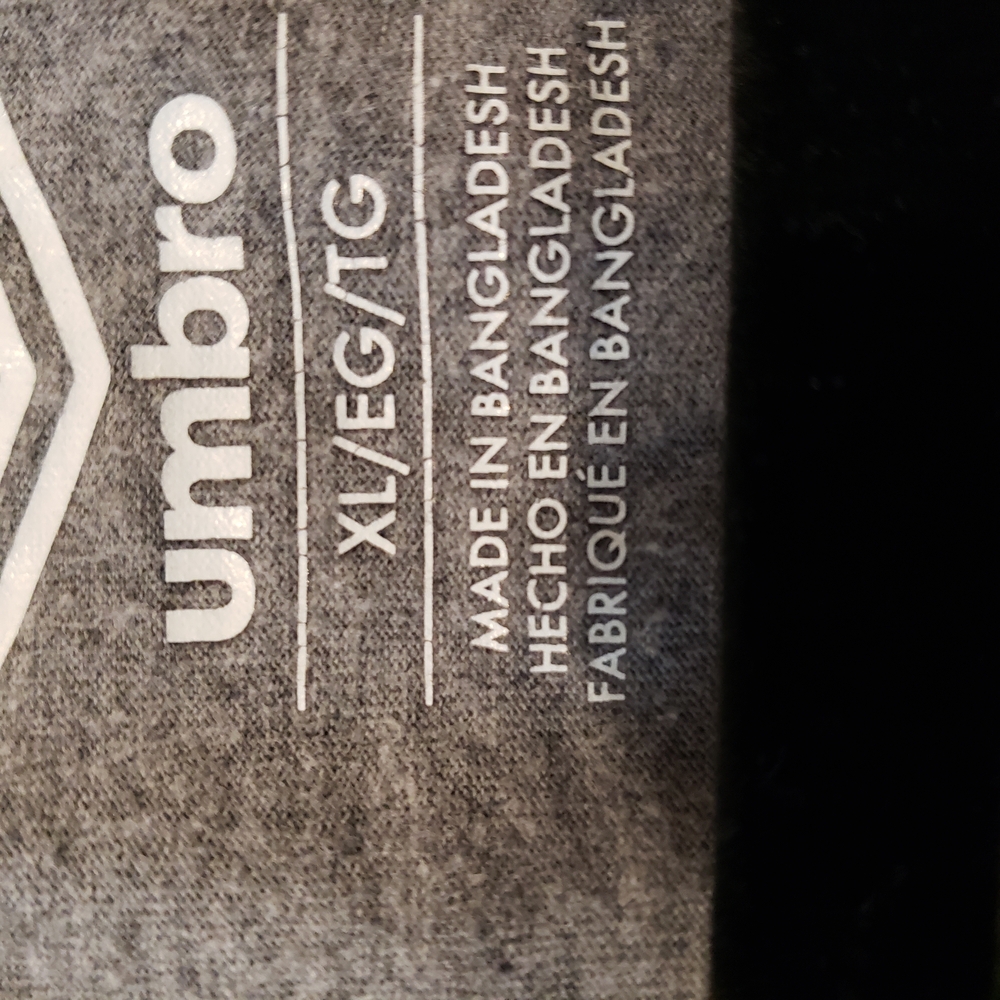 umbro
XL/EG/TG
MADE IN BANGLADESH
HECHO EN BANGLADESH
FABRIQUÉ EN BANGLADESH